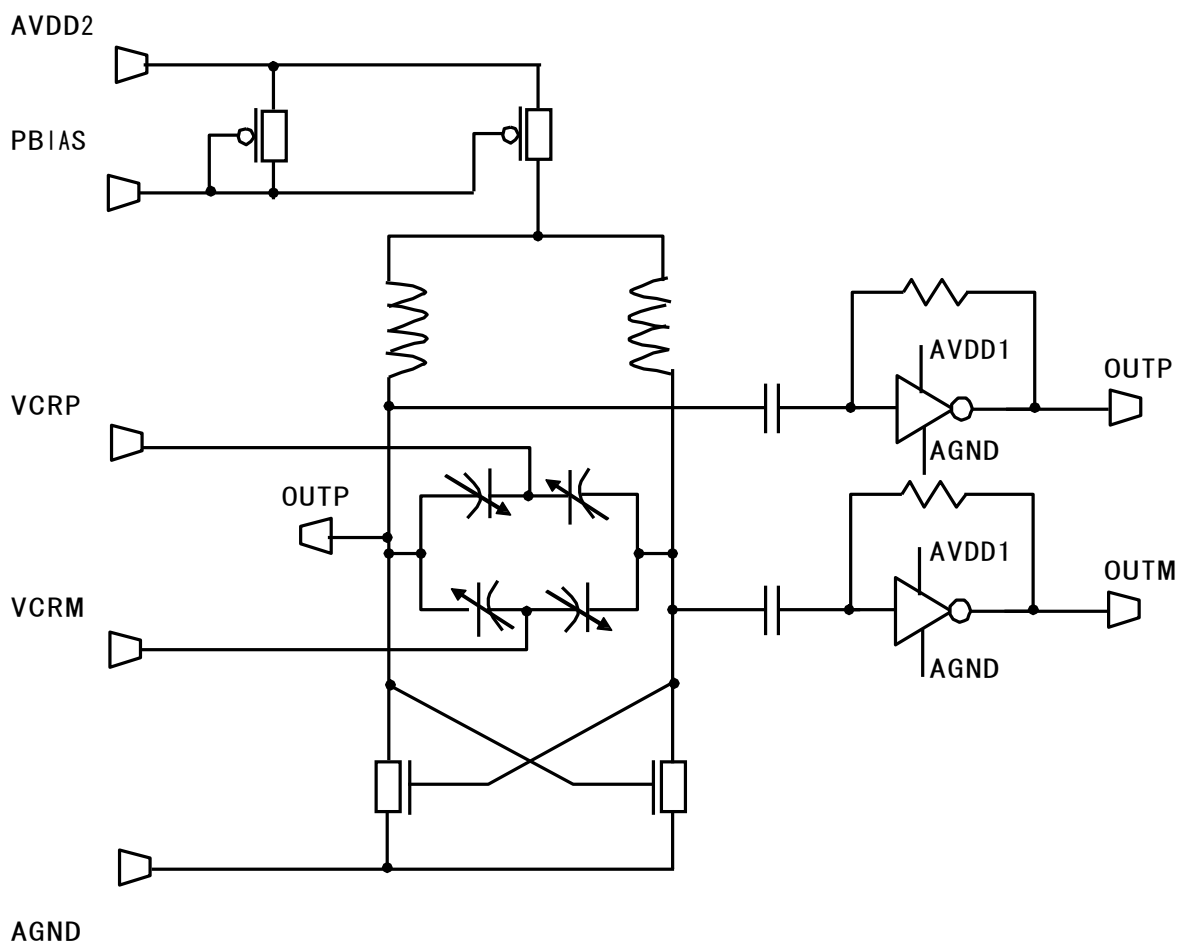 AVDD2
PBIAS
AVDD1
OUTP
VCRP
AGND
OUTP
AVDD1
OUTM
VCRM
AGND
AGND